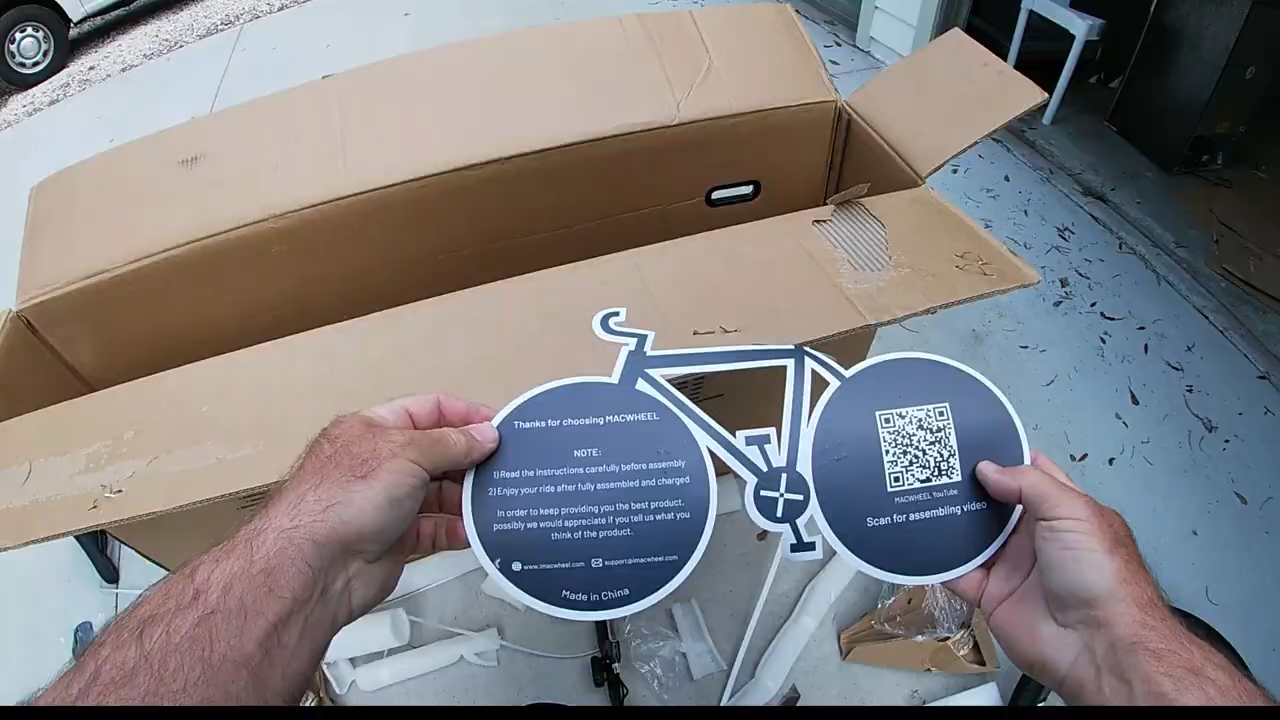 Thanks for choosing MACWHEEL
NOTE:
1) Read the instructions carefully before assembly
2) Enjoy your ride after fully assembled and charged
In order to keep providing you the best product,
possibly we would appreciate if you tell us what you
think of the product.
www.imacwheel.com support@imacwheel.com
Made in China
MACWHEEL YouTube
Scan for assembling video